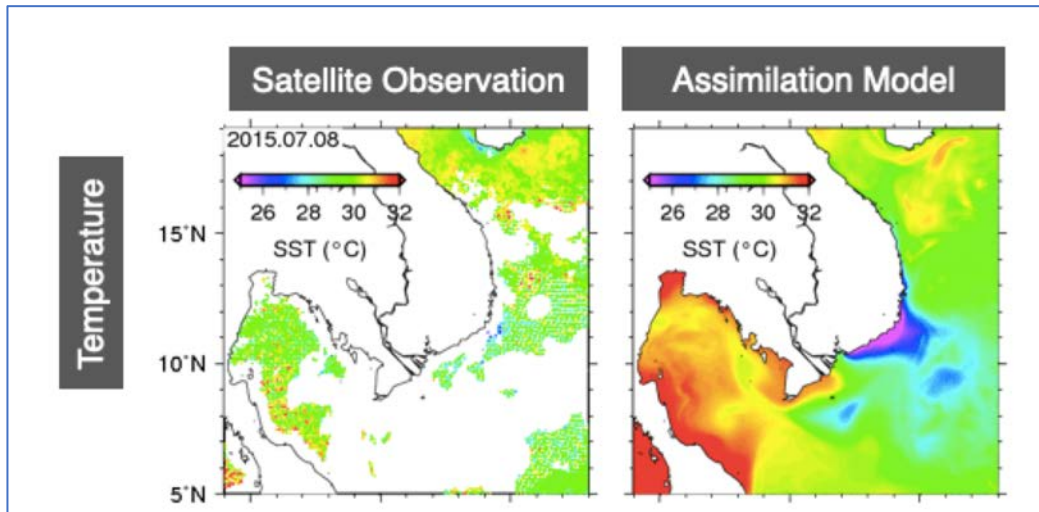 Satellite Observation
Assimilation Model
Temperature
2015.07.08
26 28 30 32
SST (°C)
26 28 30 32
SST (°C)
15°N
10°N
5°N